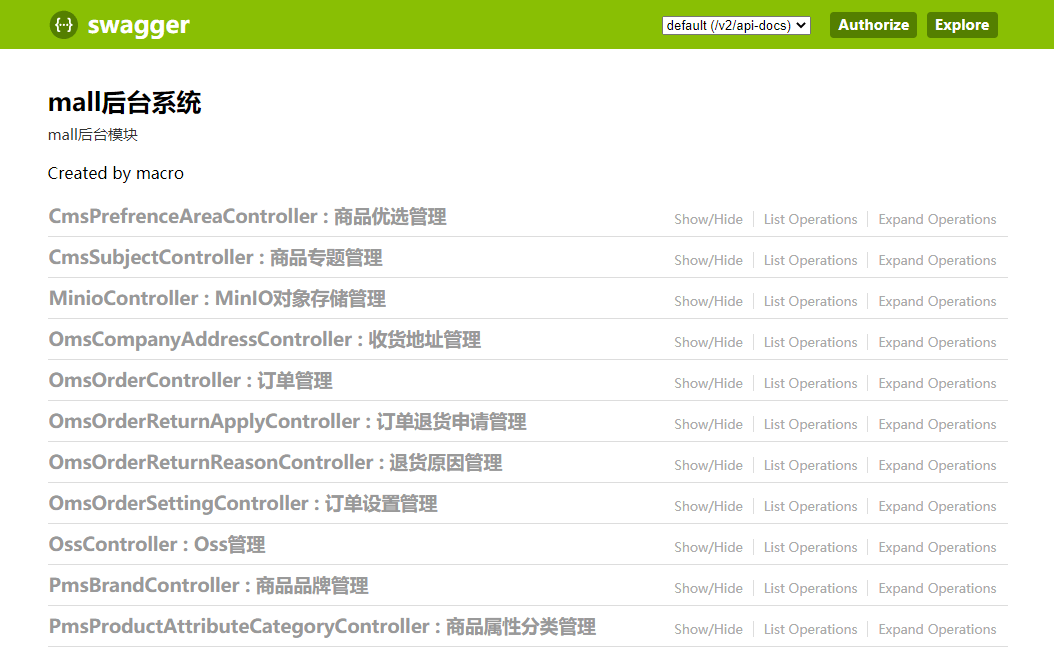 {···} swagger default (/v2/api-docs) Authorize Explore
mall后台系统
mall后台模块
Created by macro
CmsPrefrenceAreaController : 商品优选管理 Show/Hide List Operations Expand Operations
CmsSubjectController : 商品专题管理 Show/Hide List Operations Expand Operations
MinioController : MinIO对象存储管理 Show/Hide List Operations Expand Operations
OmsCompanyAddressController : 收货地址管理 Show/Hide List Operations Expand Operations
OmsOrderController : 订单管理 Show/Hide List Operations Expand Operations
OmsOrderReturnApplyController : 订单退货申请管理 Show/Hide List Operations Expand Operations
OmsOrderReturnReasonController : 退货原因管理 Show/Hide List Operations Expand Operations
OmsOrderSettingController : 订单设置管理 Show/Hide List Operations Expand Operations
OssController : Oss管理 Show/Hide List Operations Expand Operations
PmsBrandController : 商品品牌管理 Show/Hide List Operations Expand Operations
PmsProductAttributeCategoryController : 商品属性分类管理 Show/Hide List Operations Expand Operations